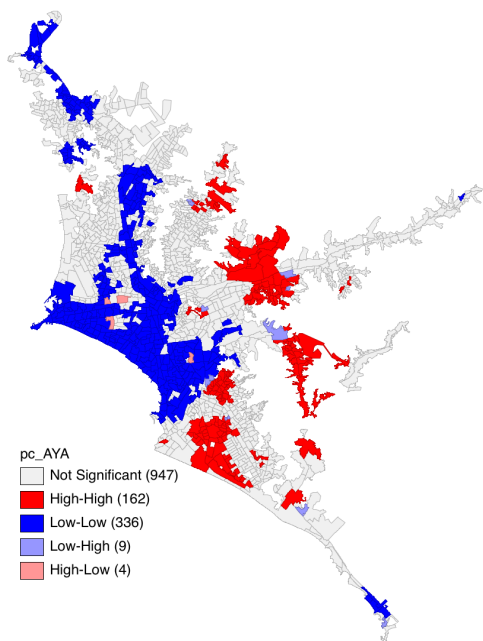 pc_AYA
Not Significant (947)
High-High (162)
Low-Low (336)
Low-High (9)
High-Low (4)